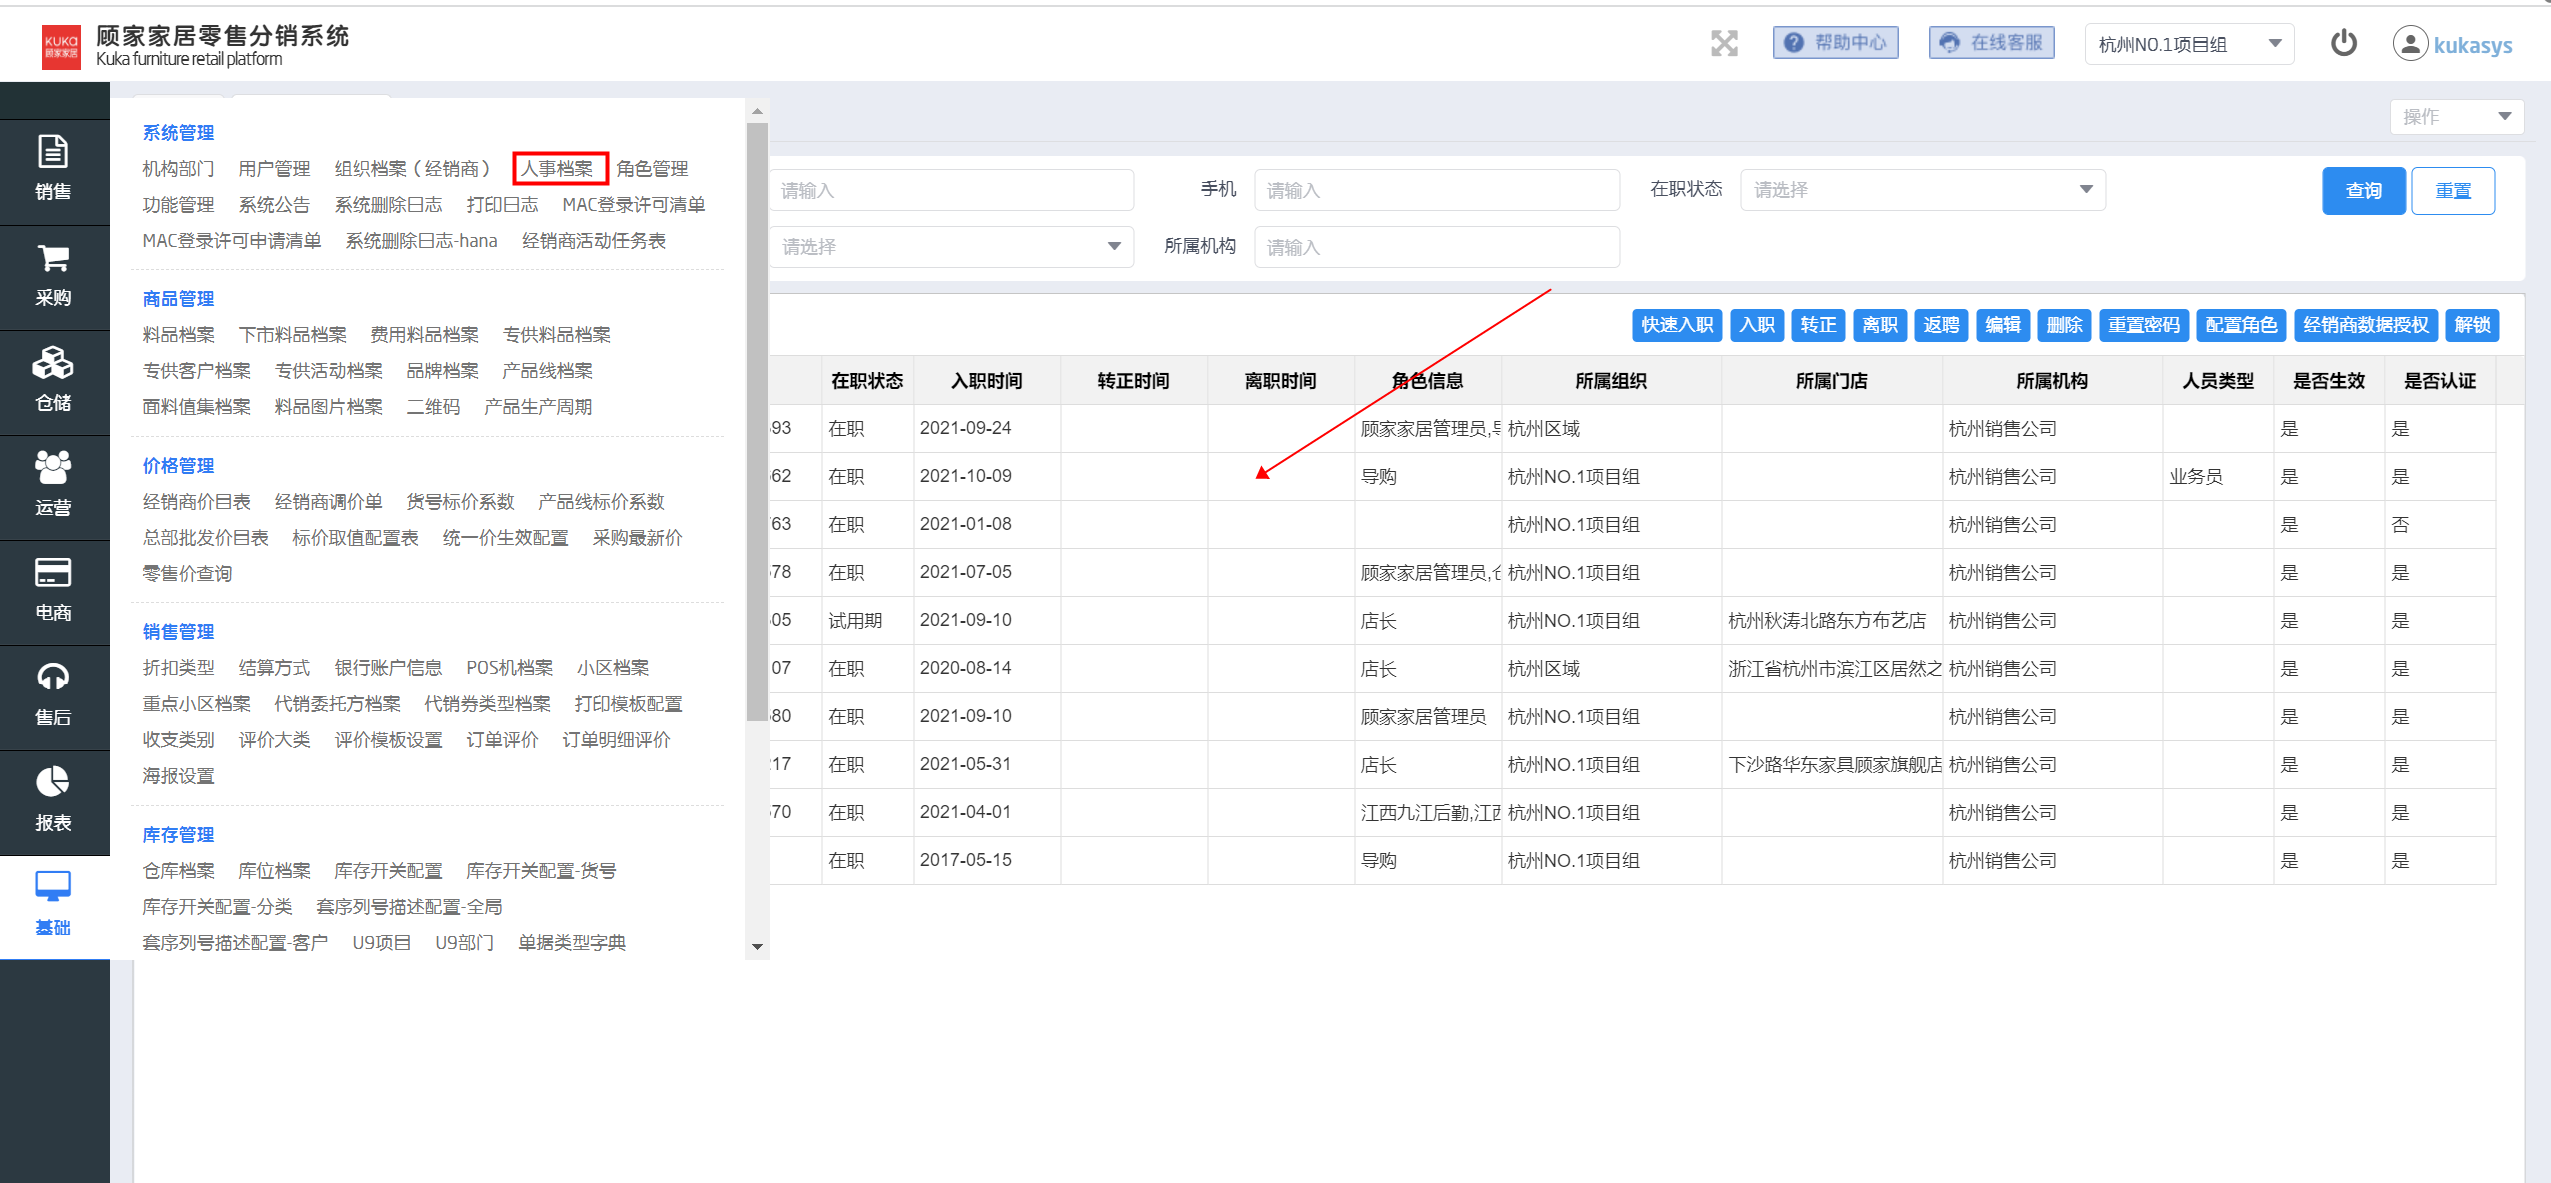 KUKA
顾家家居
顾家家居零售分销系统
Kuka furniture retail platform
帮助中心
在线客服
杭州NO.1项目组
kukasys
销售
采购
仓储
运营
电商
售后
报表
基础
系统管理
机构部门 用户管理 组织档案（经销商） 人事档案 角色管理
功能管理 系统公告 系统删除日志 打印日志 MAC登录许可清单
MAC登录许可申请清单 系统删除日志-hana 经销商活动任务表
商品管理
料品档案 下市料品档案 费用料品档案 专供料品档案
专供客户档案 专供活动档案 品牌档案 产品线档案
面料值集档案 料品图片档案 二维码 产品生产周期
价格管理
经销商价目表 经销商调价单 货号标价系数 产品线标价系数
总部批发价目表 标价取值配置表 统一价生效配置 采购最新价
零售价查询
销售管理
折扣类型 结算方式 银行账户信息 POS机档案 小区档案
重点小区档案 代销委托方档案 代销券类型档案 打印模板配置
收支类别 评价大类 评价模板设置 订单评价 订单明细评价
海报设置
库存管理
仓库档案 库位档案 库存开关配置 库存开关配置-货号
库存开关配置-分类 套序列号描述配置-全局
套序列号描述配置-客户 U9项目 U9部门 单据类型字典
操作
请输入 手机 请输入 在职状态 请选择 查询 重置
请选择 所属机构 请输入
快速入职 入职 转正 离职 返聘 编辑 删除 重置密码 配置角色 经销商数据授权 解锁
在职状态 入职时间 转正时间 离职时间 角色信息 所属组织 所属门店 所属机构 人员类型 是否生效 是否认证
93 在职 2021-09-24 顾家家居管理员, 杭州区域 杭州销售公司 是 是
62 在职 2021-10-09 导购 杭州NO.1项目组 杭州销售公司 业务员 是 是
63 在职 2021-01-08 杭州NO.1项目组 杭州销售公司 是 否
78 在职 2021-07-05 顾家家居管理员, 杭州NO.1项目组 杭州销售公司 是 是
05 试用期 2021-09-10 店长 杭州NO.1项目组 杭州秋涛北路东方布艺店 杭州销售公司 是 是
07 在职 2020-08-14 店长 杭州区域 浙江省杭州市滨江区居然之 杭州销售公司 是 是
80 在职 2021-09-10 顾家家居管理员 杭州NO.1项目组 杭州销售公司 是 是
17 在职 2021-05-31 店长 杭州NO.1项目组 下沙路华东家具顾家旗舰店 杭州销售公司 是 是
70 在职 2021-04-01 江西九江后勤,江西 杭州NO.1项目组 杭州销售公司 是 是
在职 2017-05-15 导购 杭州NO.1项目组 杭州销售公司 是 是